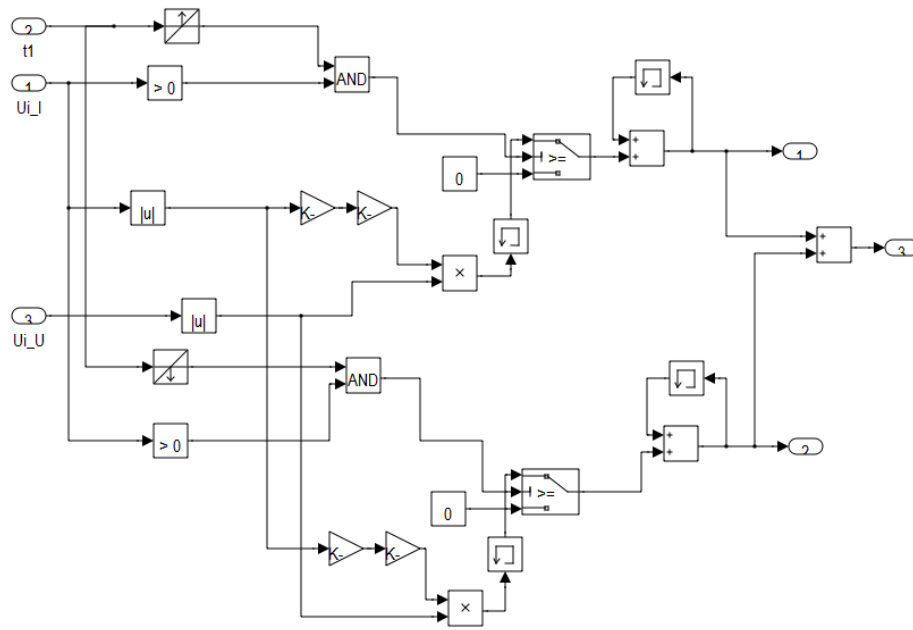 2
t1
1
Ui_I
> 0
AND
>=
0
+
+
1
|u|
K-
K-
×
+
+
3
3
Ui_U
|u|
AND
> 0
>=
0
+
+
2
K-
K-
×